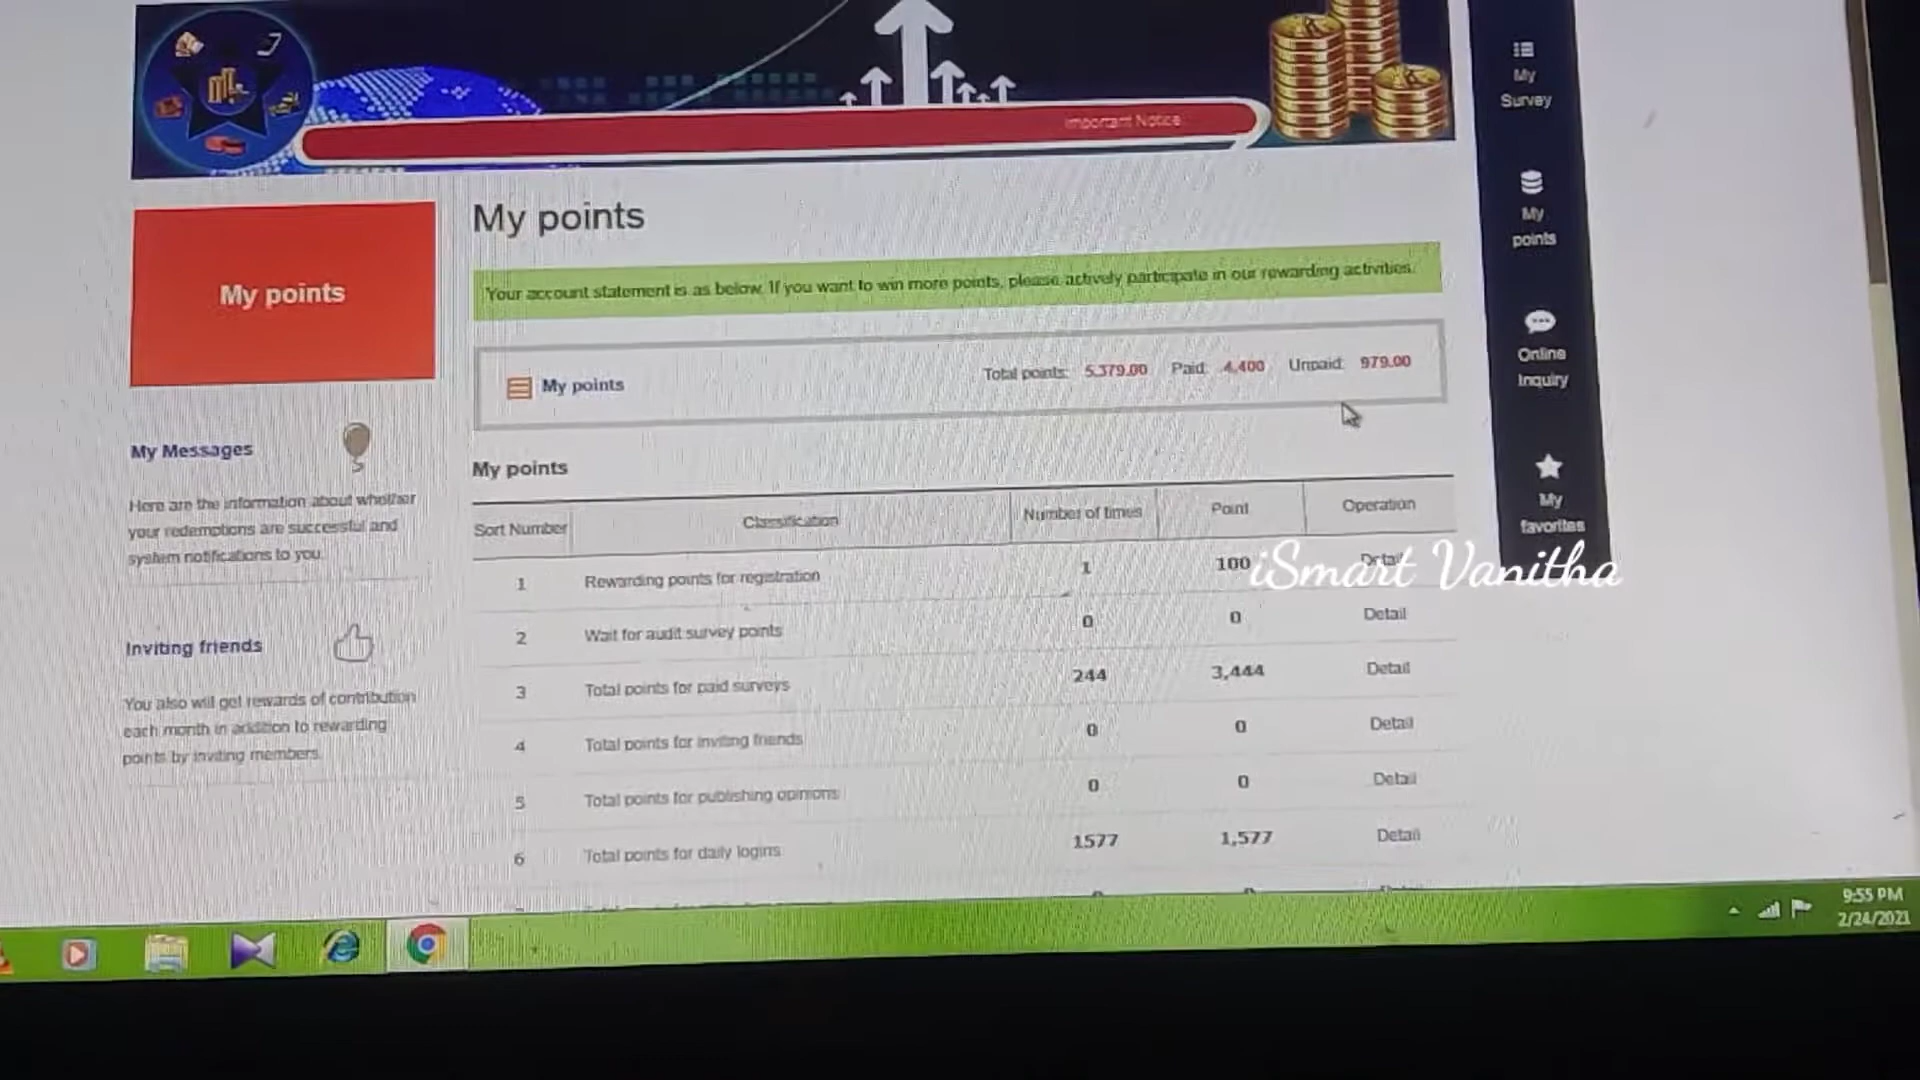 Important Notice
My
Survey
My
points
Online
Inquiry
My
favorites
My points
My Messages
Here are the information about whether
your redemptions are successful and
system notifications to you.
Inviting friends
You also will get rewards of contribution
each month in addition to rewarding
points by inviting members.
My points
Your account statement is as below. If you want to win more points, please actively participate in our rewarding activities.
My points Total points: 5,379.00 Paid: 4,400 Unpaid: 979.00
My points
Sort Number Classification Number of times Point Operation
1 Rewarding points for registration 1 100 Detail
2 Wait for audit survey points 0 0 Detail
3 Total points for paid surveys 244 3,444 Detail
4 Total points for inviting friends 0 0 Detail
5 Total points for publishing opinions 0 0 Detail
6 Total points for daily logins 1577 1,577 Detail
iSmart Vanitha
9:55 PM
2/24/2021